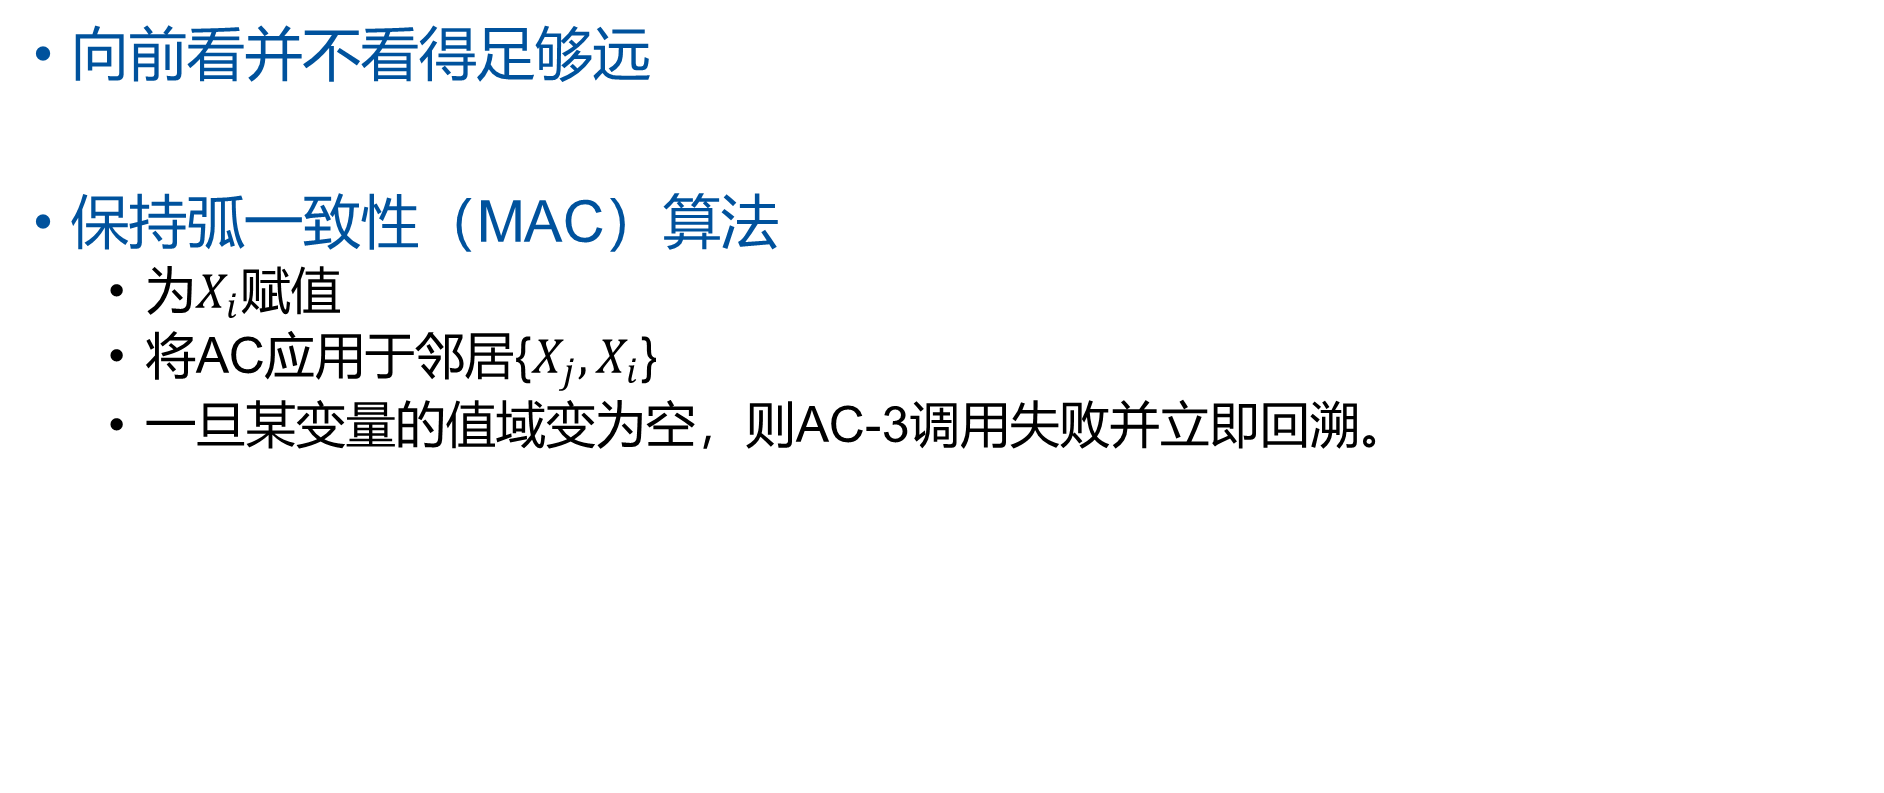 • 向前看并不看得足够远
• 保持弧一致性（MAC）算法
• 为Xᵢ赋值
• 将AC应用于邻居{Xⱼ, Xᵢ}
• 一旦某变量的值域变为空，则AC-3调用失败并立即回溯。